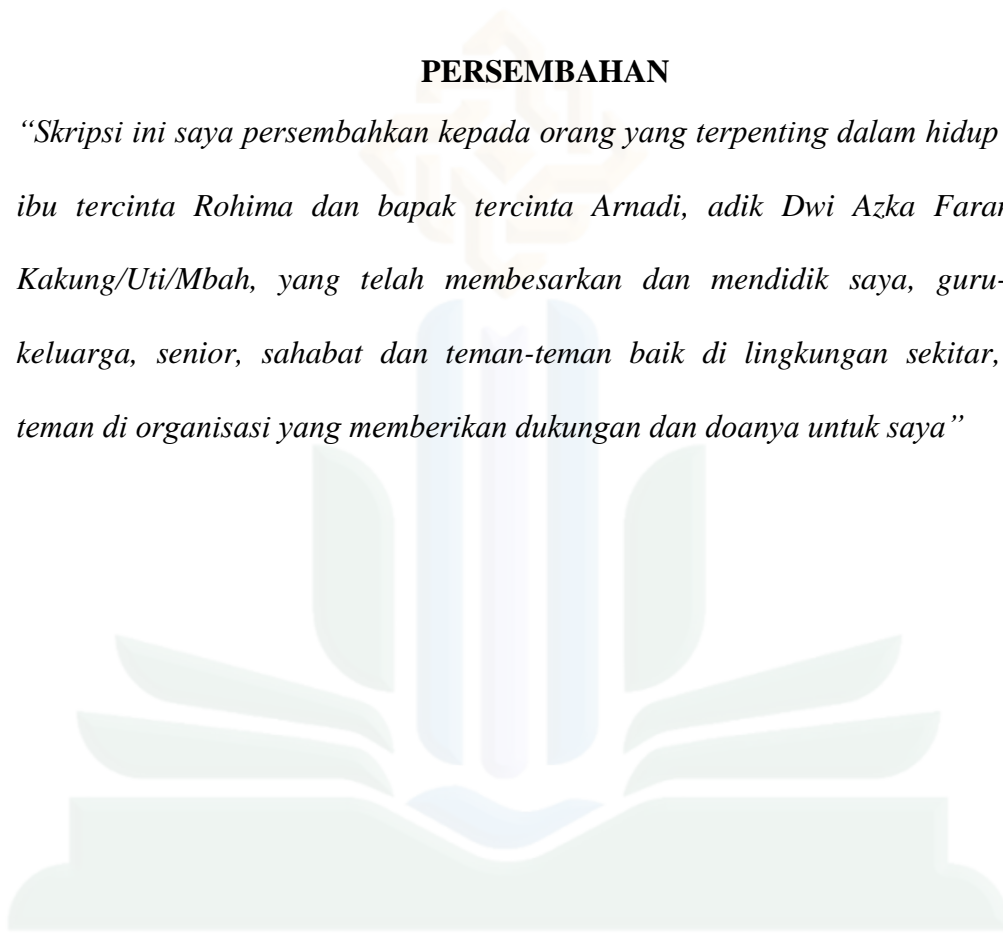 PERSEMBAHAN
“Skripsi ini saya persembahkan kepada orang yang terpenting dalam hidup
ibu tercinta Rohima dan bapak tercinta Arnadi, adik Dwi Azka
Kakung/Uti/Mbah, yang telah membesarkan dan mendidik saya, guru-
keluarga, senior, sahabat dan teman-teman baik di lingkungan sekitar,
teman di organisasi yang memberikan dukungan dan doanya untuk saya”